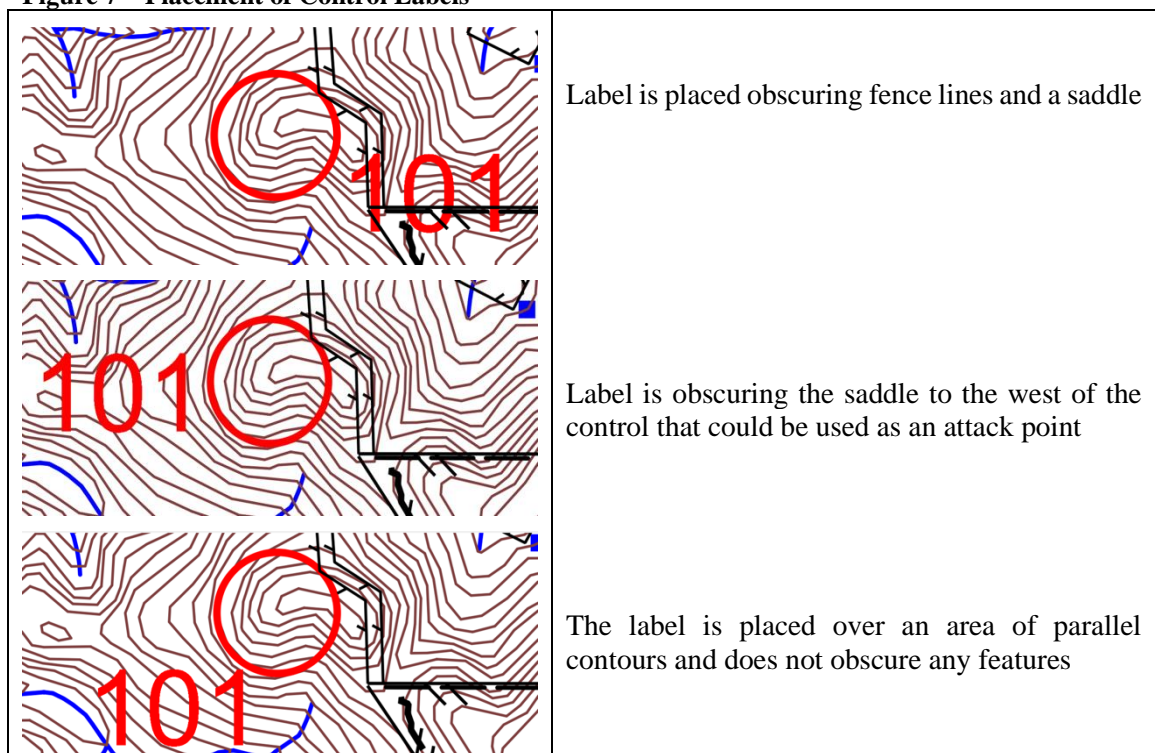 Figure 7 – Placement of Control Labels
101
Label is placed obscuring fence lines and a saddle
101
Label is obscuring the saddle to the west of the
control that could be used as an attack point
101
The label is placed over an area of parallel
contours and does not obscure any features